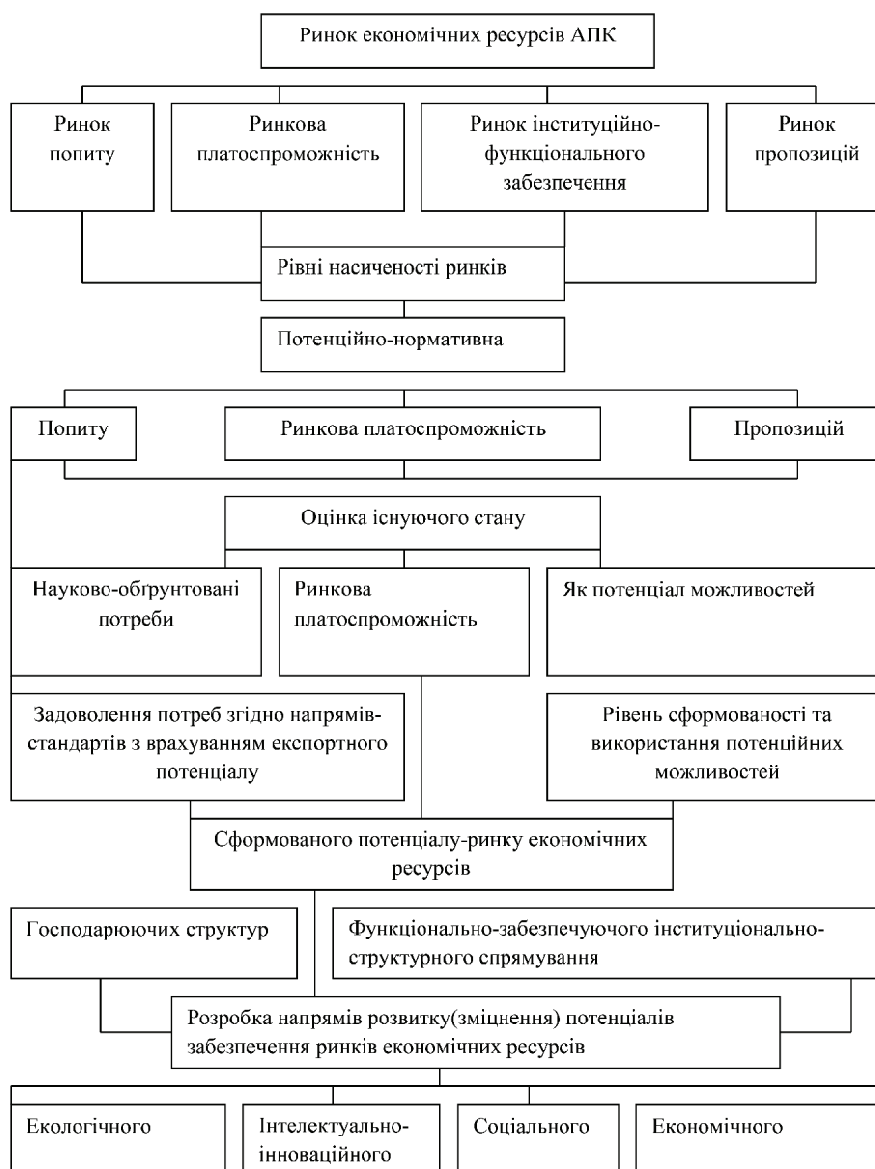 Ринок економічних ресурсів АПК
Ринок
попиту
Ринкова
платоспроможність
Ринок інституційно-
функціонального
забезпечення
Ринок
пропозицій
Рівні насиченості ринків
Потенційно-нормативна
Попиту
Ринкова платоспроможність
Пропозицій
Оцінка існуючого стану
Науково-обґрунтовані
потреби
Ринкова
платоспроможність
Як потенціал можливостей
Задоволення потреб згідно напрямів-
стандартів з врахуванням експортного
потенціалу
Рівень сформованості та
використання потенційних
можливостей
Сформованого потенціалу-ринку економічних
ресурсів
Господарюючих структур
Функціонально-забезпечуючого інституціонально-
структурного спрямування
Розробка напрямів розвитку(зміцнення) потенціалів
забезпечення ринків економічних ресурсів
Екологічного
Інтелектуально-
інноваційного
Соціального
Економічного